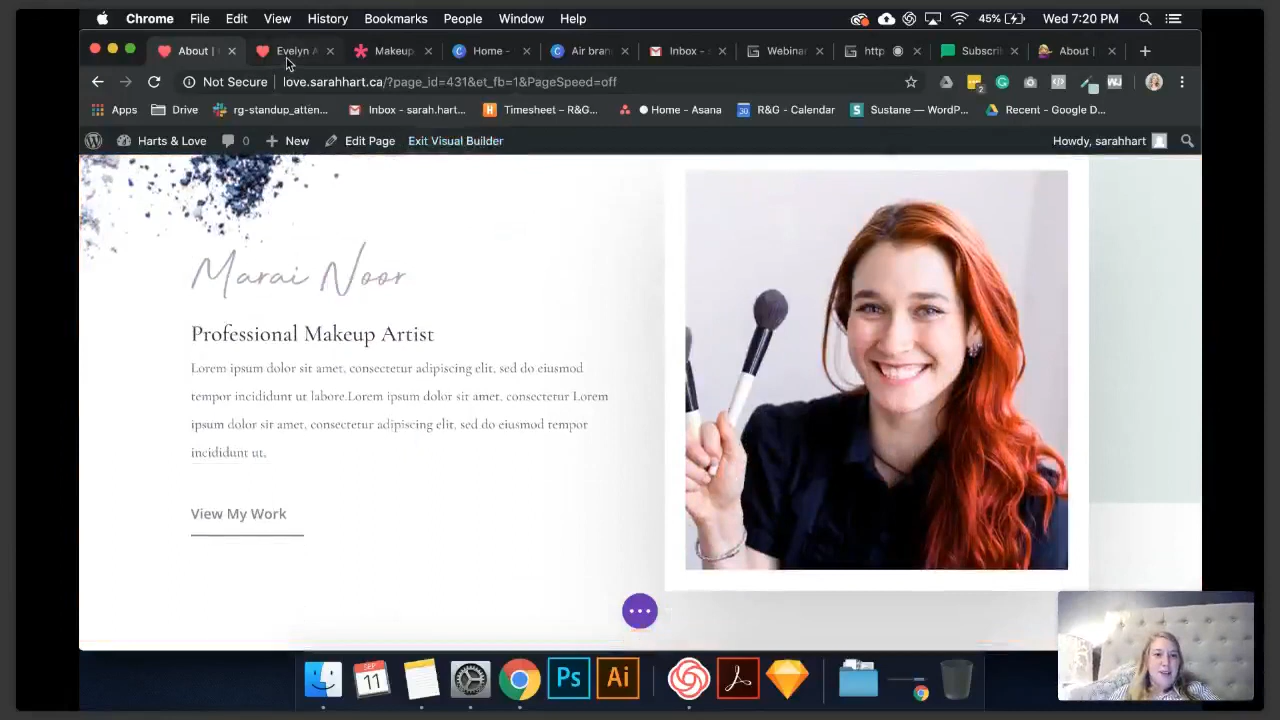 Chrome File Edit View History Bookmarks People Window Help 45% Wed 7:20 PM
About | Evelyn A Makeup Home - Air bran Inbox - Webinar http Subscri About |
Not Secure love.sarahhart.ca/?page_id=431&et_fb=1&PageSpeed=off
Apps Drive rg-standup_atten... Inbox - sarah.hart... Timesheet – R&G... Home - Asana R&G - Calendar Sustane — WordP... Recent - Google D...
Harts & Love 0 New Edit Page Exit Visual Builder Howdy, sarahhart
Marai Noor
Professional Makeup Artist
Lorem ipsum dolor sit amet, consectetur adipiscing elit, sed do eiusmod
tempor incididunt ut labore.Lorem ipsum dolor sit amet, consectetur Lorem
ipsum dolor sit amet, consectetur adipiscing elit, sed do eiusmod tempor
incididunt ut.
View My Work
SEP
11
Ps Ai